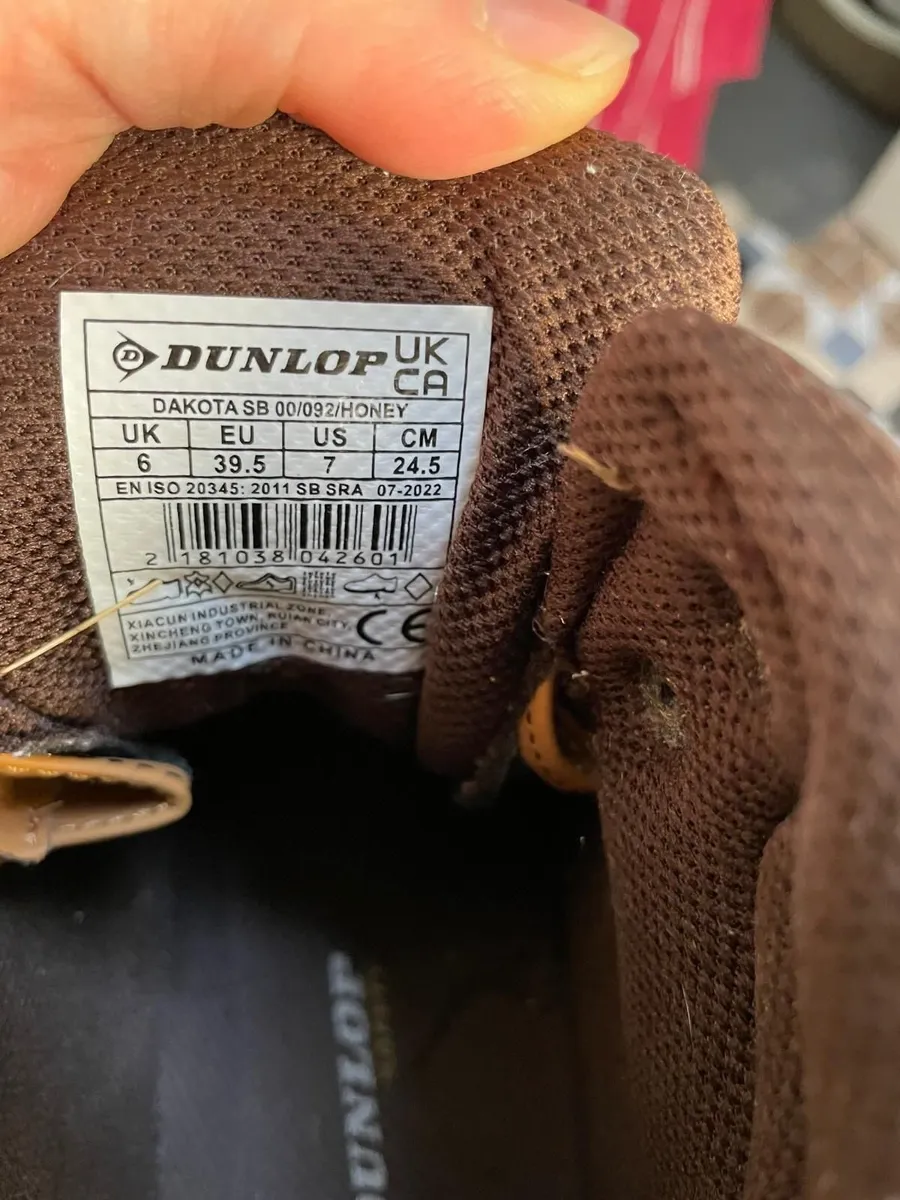 D DUNLOP UK CA
DAKOTA SB 00/092/HONEY
UK EU US CM
6 39.5 7 24.5
EN ISO 20345: 2011 SB SRA 07-2022
2 181038 042601
XIACUN INDUSTRIAL ZONE,
XINCHENG TOWN, RUIAN CITY,
ZHEJIANG PROVINCE
CE
MADE IN CHINA
DUNLOP